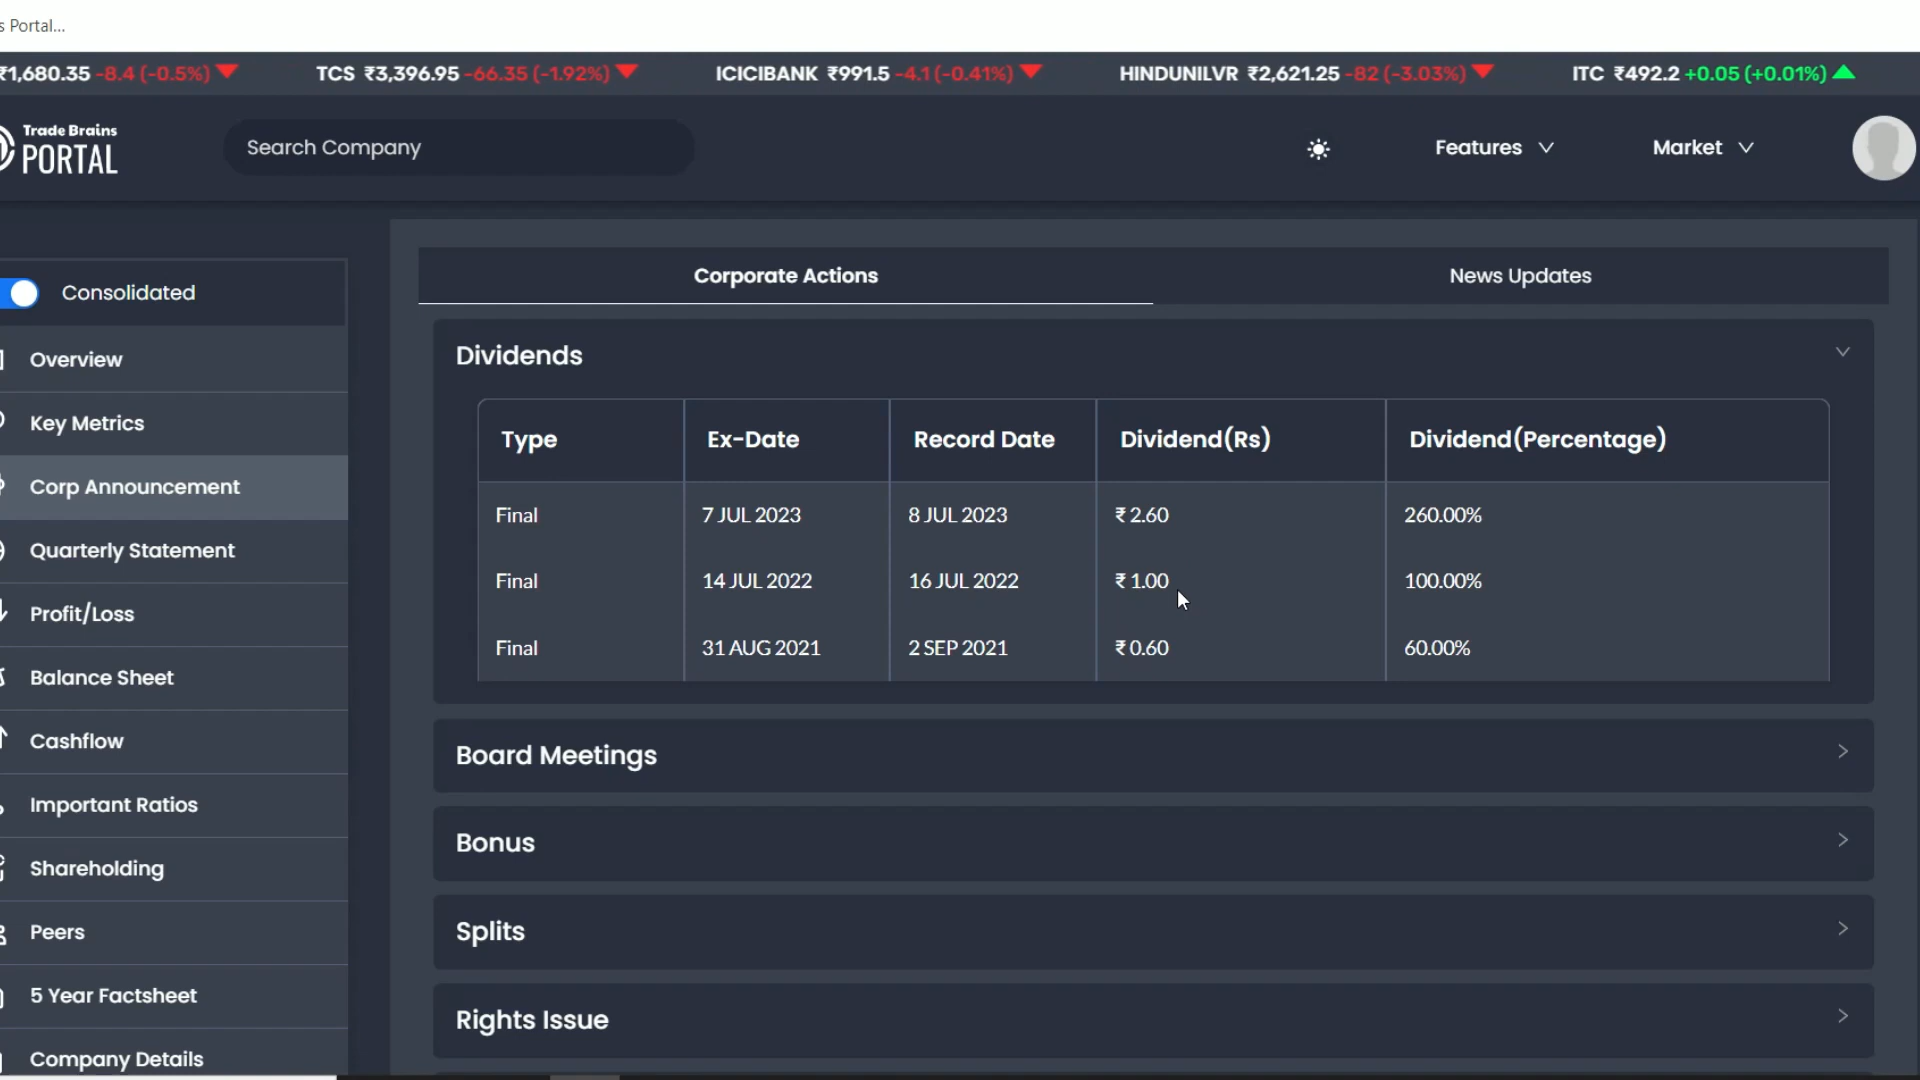 s Portal...
₹1,680.35 -8.4 (-0.5%) TCS ₹3,396.95 -66.35 (-1.92%) ICICIBANK ₹991.5 -4.1 (-0.41%) HINDUNILVR ₹2,621.25 -82 (-3.03%) ITC ₹492.2 +0.05 (+0.01%)
Trade Brains
PORTAL
Search Company
Features
Market
Consolidated
Overview
Key Metrics
Corp Announcement
Quarterly Statement
Profit/Loss
Balance Sheet
Cashflow
Important Ratios
Shareholding
Peers
5 Year Factsheet
Company Details
Corporate Actions News Updates
Dividends
Type Ex-Date Record Date Dividend(Rs) Dividend(Percentage)
Final 7 JUL 2023 8 JUL 2023 ₹ 2.60 260.00%
Final 14 JUL 2022 16 JUL 2022 ₹ 1.00 100.00%
Final 31 AUG 2021 2 SEP 2021 ₹ 0.60 60.00%
Board Meetings
Bonus
Splits
Rights Issue